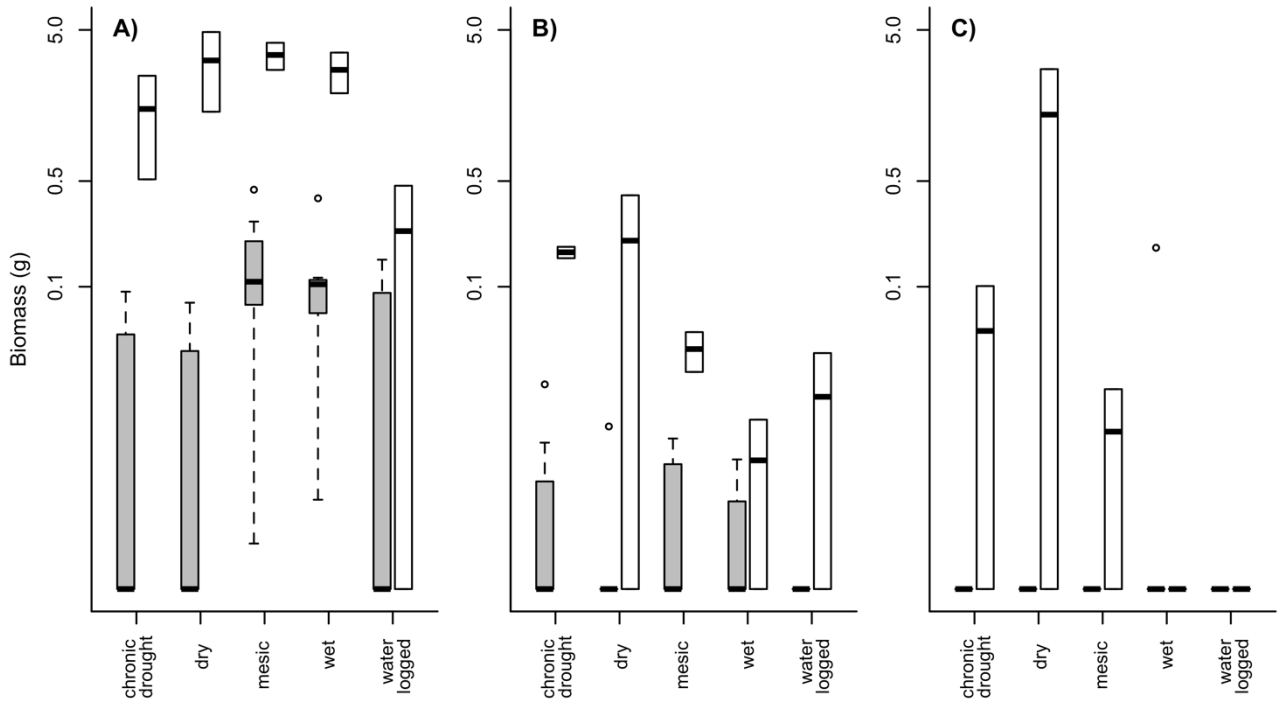 A)
B)
C)
Biomass (g)
5.0
0.5
0.1
5.0
0.5
0.1
5.0
0.5
0.1
chronic
drought
dry
mesic
wet
water
logged
chronic
drought
dry
mesic
wet
water
logged
chronic
drought
dry
mesic
wet
water
logged